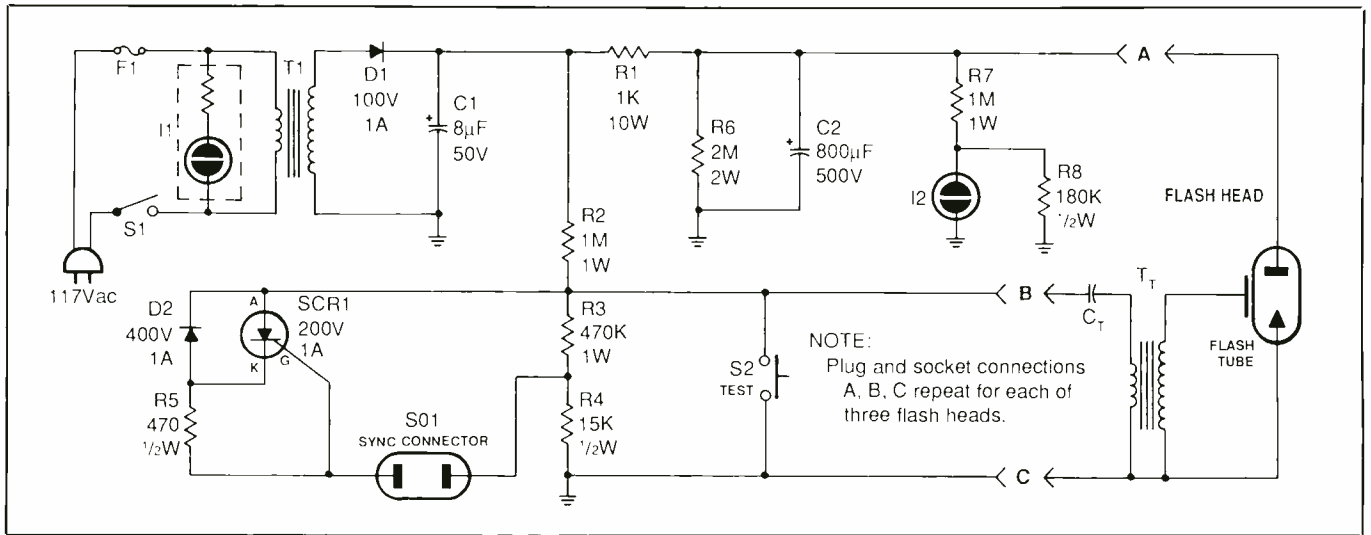 F1
I1
T1
S1
117Vac
D1
100V
1A
C1
8µF
50V
R1
1K
10W
R6
2M
2W
C2
800µF
500V
A
R7
1M
1W
I2
R8
180K
½W
FLASH HEAD
R2
1M
1W
D2
400V
1A
A
SCR1
200V
1A
K
G
R5
470
½W
S01
SYNC CONNECTOR
R3
470K
1W
R4
15K
½W
S2
TEST
NOTE:
Plug and socket connections
A, B, C repeat for each of
three flash heads.
B
C_T
T_T
FLASH
TUBE
C